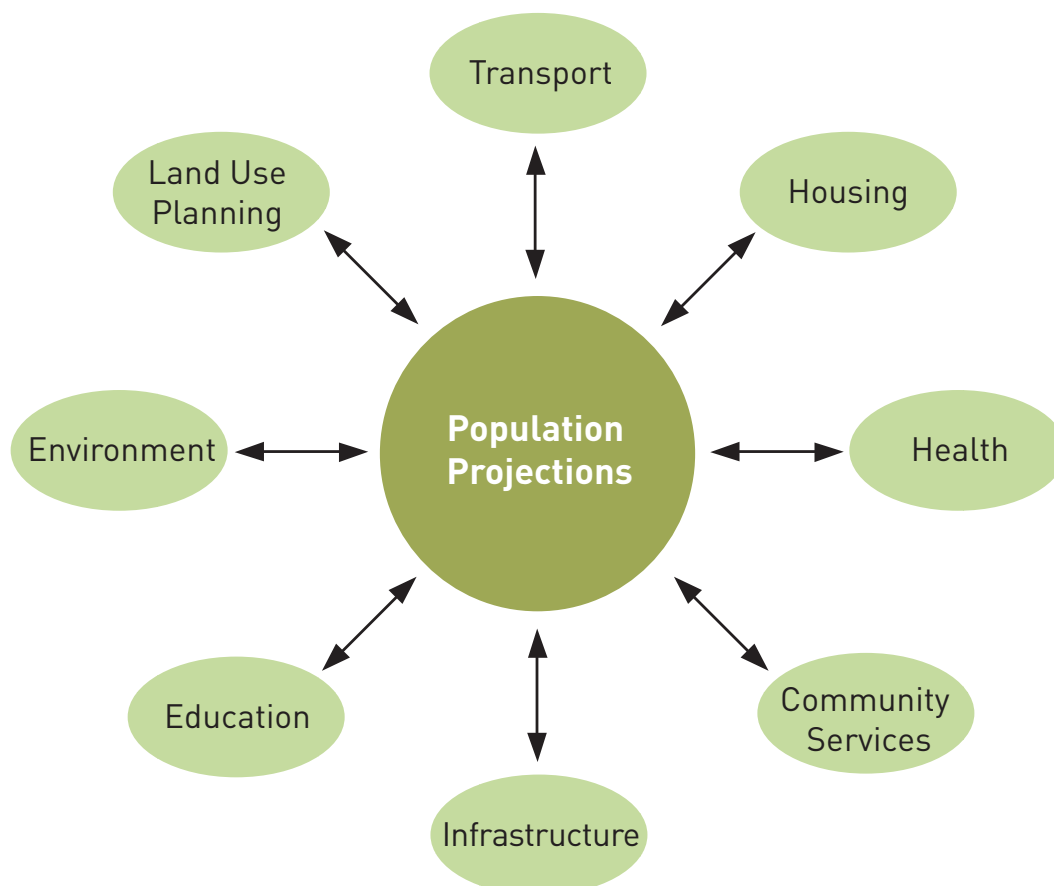 Transport
Land Use
Planning
Housing
Population
Projections
Environment
Health
Education
Community
Services
Infrastructure